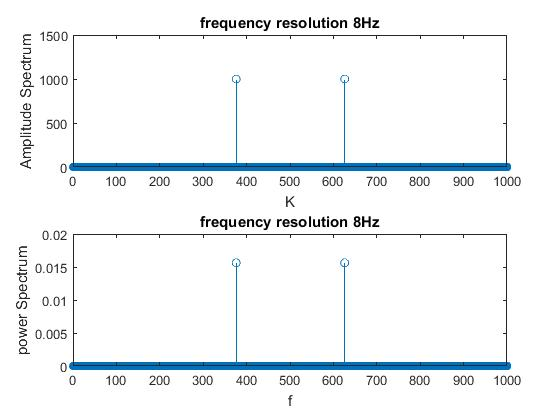 frequency resolution 8Hz
1500
1000
500
0
Amplitude Spectrum
0 100 200 300 400 500 600 700 800 900 1000
K
frequency resolution 8Hz
0.02
0.015
0.01
0.005
0
power Spectrum
0 100 200 300 400 500 600 700 800 900 1000
f